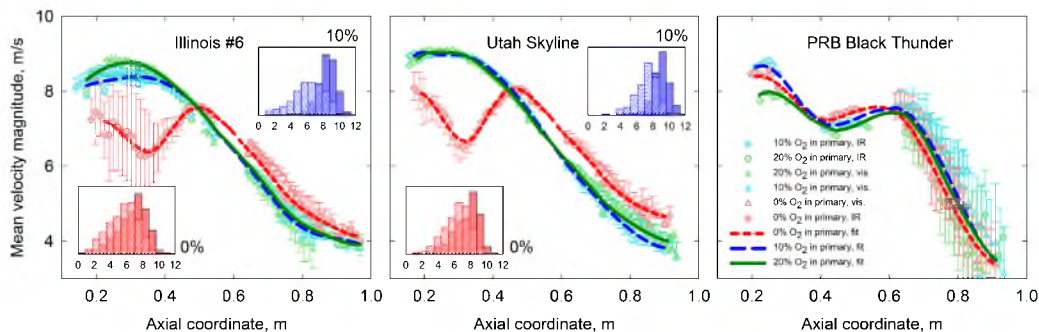 10
8
6
4
Mean velocity magnitude, m/s
Illinois #6
10%
0 2 4 6 8 10 12
0%
0 2 4 6 8 10 12
0.2 0.4 0.6 0.8 1.0
Axial coordinate, m
Utah Skyline
10%
0 2 4 6 8 10 12
0%
0 2 4 6 8 10 12
0.2 0.4 0.6 0.8 1.0
Axial coordinate, m
PRB Black Thunder
10% O2 in primary, IR
20% O2 in primary, IR
20% O2 in primary, vis.
10% O2 in primary, vis.
0% O2 in primary, vis.
0% O2 in primary, IR
0% O2 in primary, fit
10% O2 in primary, fit
20% O2 in primary, fit
0.2 0.4 0.6 0.8 1.0
Axial coordinate, m